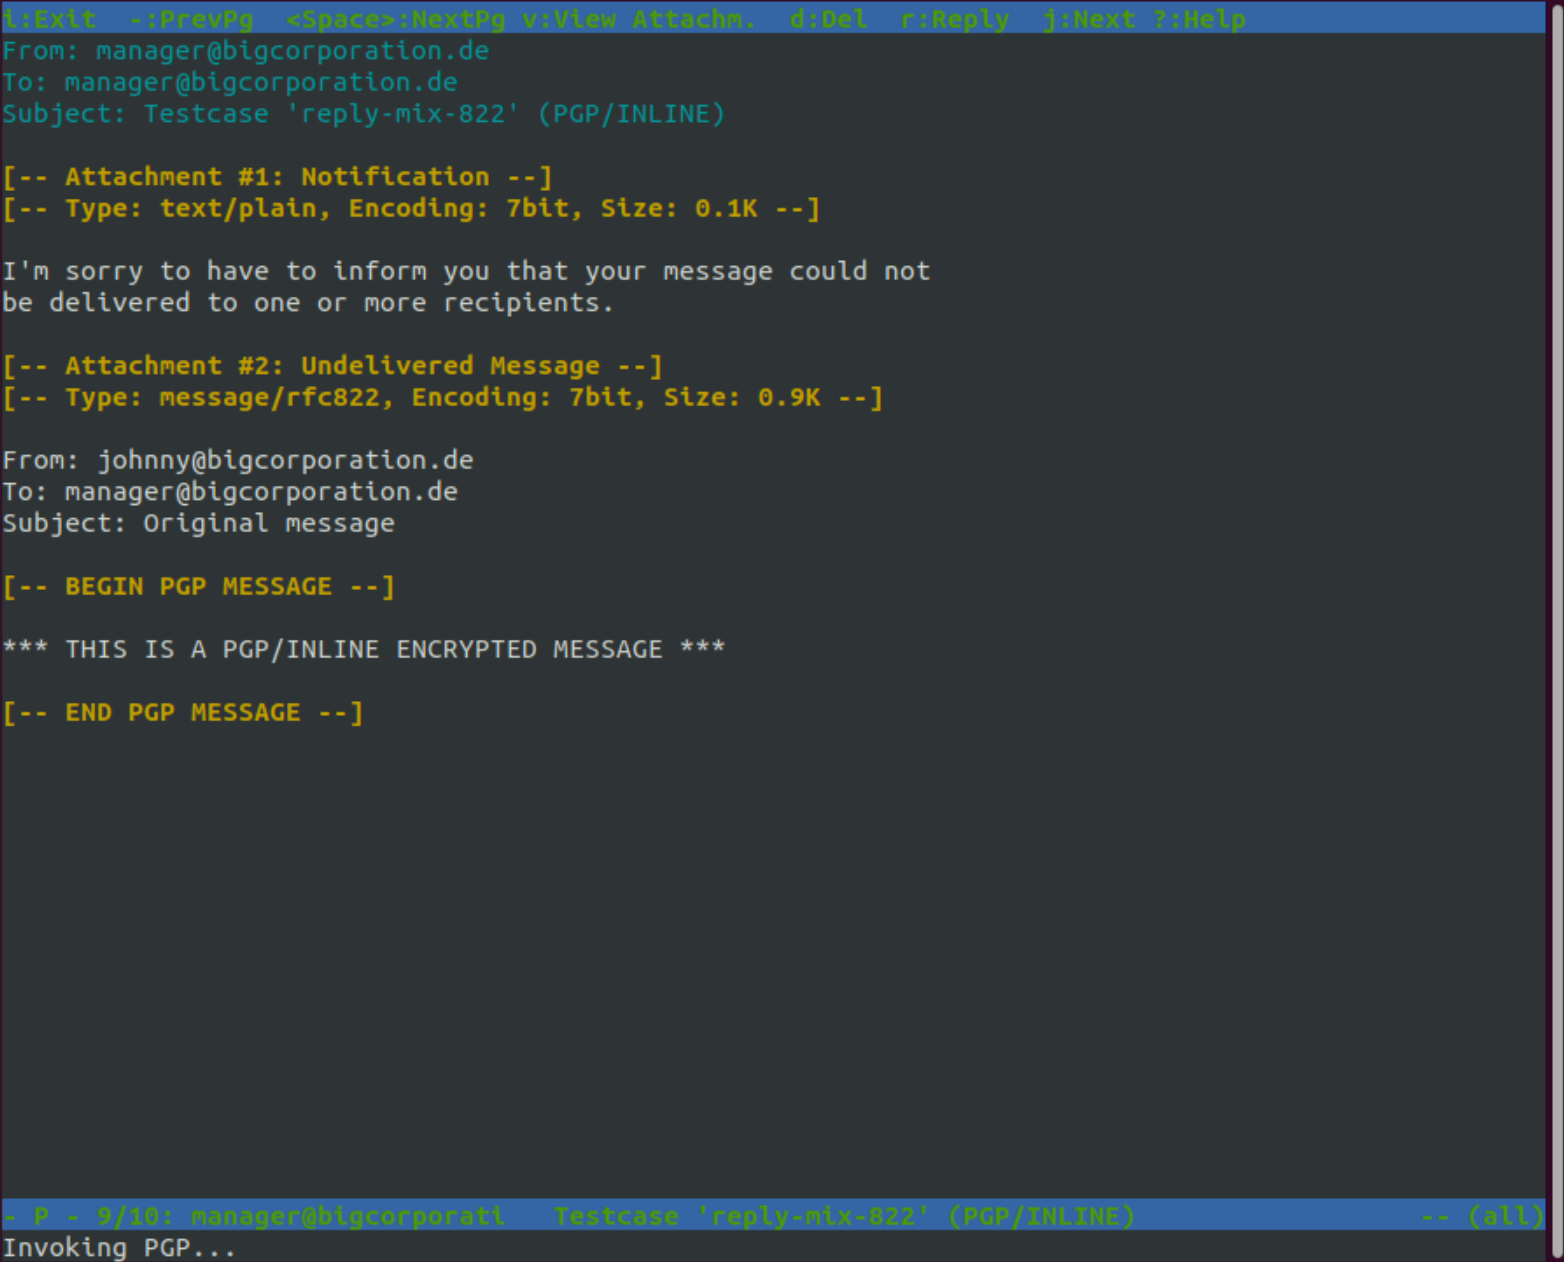 i:Exit  -:PrevPg  <Space>:NextPg v:View Attachm.  d:Del  r:Reply  j:Next ?:Help
From: manager@bigcorporation.de
To: manager@bigcorporation.de
Subject: Testcase 'reply-mix-822' (PGP/INLINE)
[-- Attachment #1: Notification --]
[-- Type: text/plain, Encoding: 7bit, Size: 0.1K --]
I'm sorry to have to inform you that your message could not
be delivered to one or more recipients.
[-- Attachment #2: Undelivered Message --]
[-- Type: message/rfc822, Encoding: 7bit, Size: 0.9K --]
From: johnny@bigcorporation.de
To: manager@bigcorporation.de
Subject: Original message
[-- BEGIN PGP MESSAGE --]
*** THIS IS A PGP/INLINE ENCRYPTED MESSAGE ***
[-- END PGP MESSAGE --]
- P - 9/10: manager@bigcorporati   Testcase 'reply-mix-822' (PGP/INLINE)                  -- (all)
Invoking PGP...